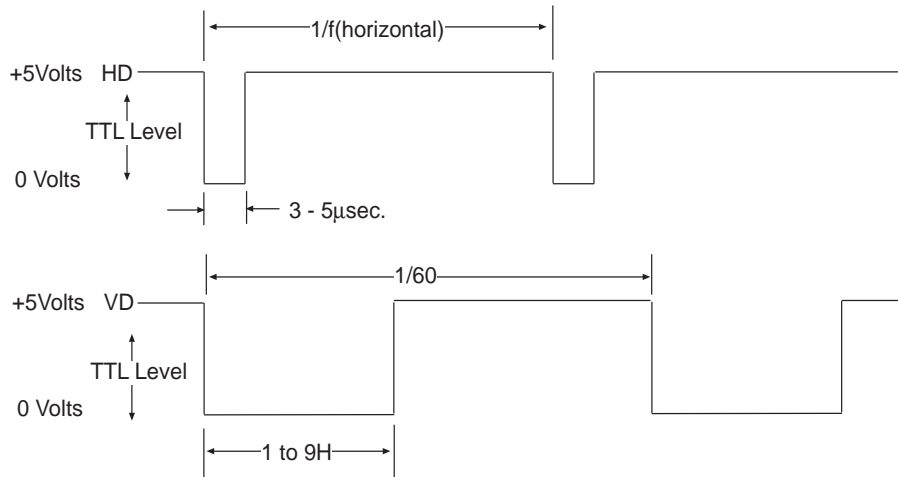 1/f(horizontal)
+5Volts HD
TTL Level
0 Volts
3 - 5μsec.
1/60
+5Volts VD
TTL Level
0 Volts
1 to 9H